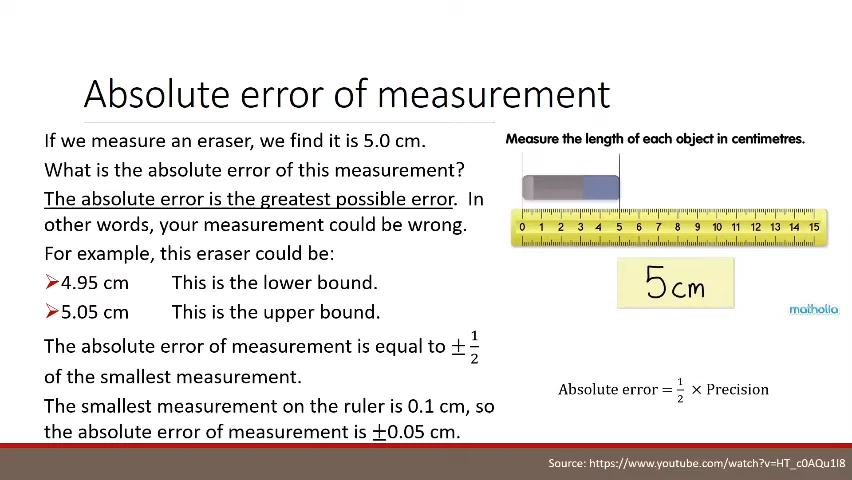 Absolute error of measurement
If we measure an eraser, we find it is 5.0 cm.
What is the absolute error of this measurement?
The absolute error is the greatest possible error. In
other words, your measurement could be wrong.
For example, this eraser could be:
➢4.95 cm This is the lower bound.
➢5.05 cm This is the upper bound.
The absolute error of measurement is equal to ± 1/2
of the smallest measurement.
The smallest measurement on the ruler is 0.1 cm, so
the absolute error of measurement is ±0.05 cm.
Measure the length of each object in centimetres.
0 1 2 3 4 5 6 7 8 9 10 11 12 13 14 15
5 cm
matholia
Absolute error = 1/2 × Precision
Source: https://www.youtube.com/watch?v=HT_c0AQu1I8